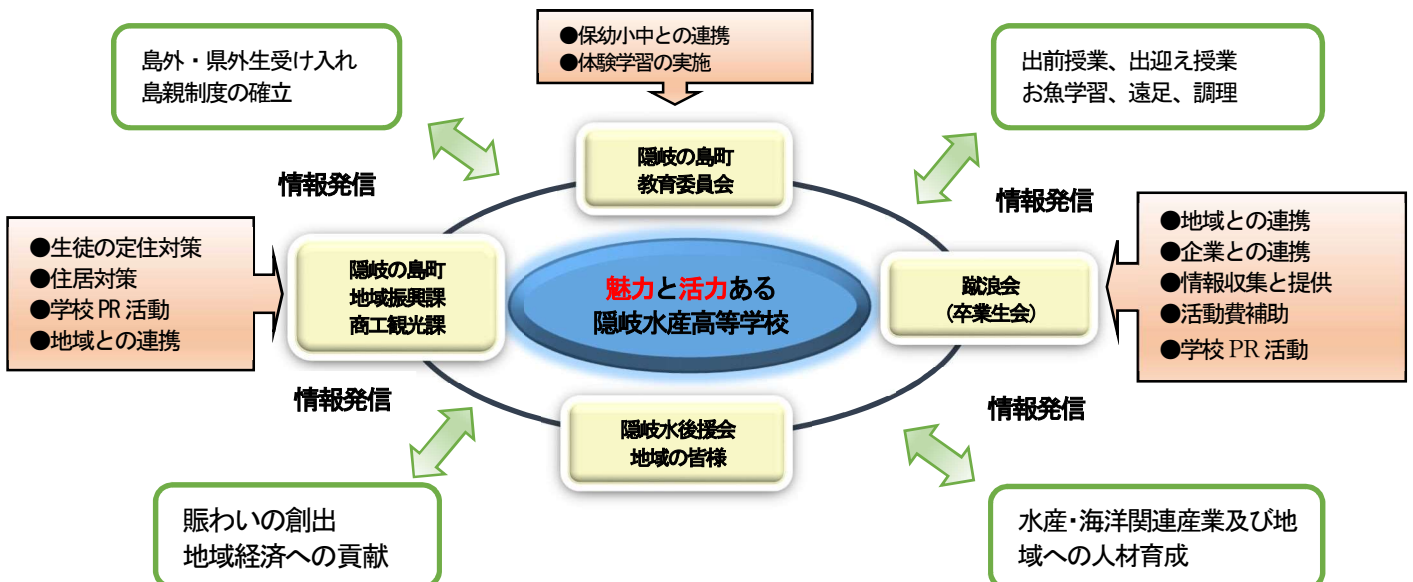 島外・県外生受け入れ
島親制度の確立
●保幼小中との連携
●体験学習の実施
出前授業、出迎え授業
お魚学習、遠足、調理
隠岐の島町
教育委員会
情報発信
情報発信
●生徒の定住対策
●住居対策
●学校PR活動
●地域との連携
隠岐の島町
地域振興課
商工観光課
魅力と活力ある
隠岐水産高等学校
蹴浪会
(卒業生会)
●地域との連携
●企業との連携
●情報収集と提供
●活動費補助
●学校PR活動
情報発信
情報発信
隠岐水後援会
地域の皆様
賑わいの創出
地域経済への貢献
水産・海洋関連産業及び地
域への人材育成